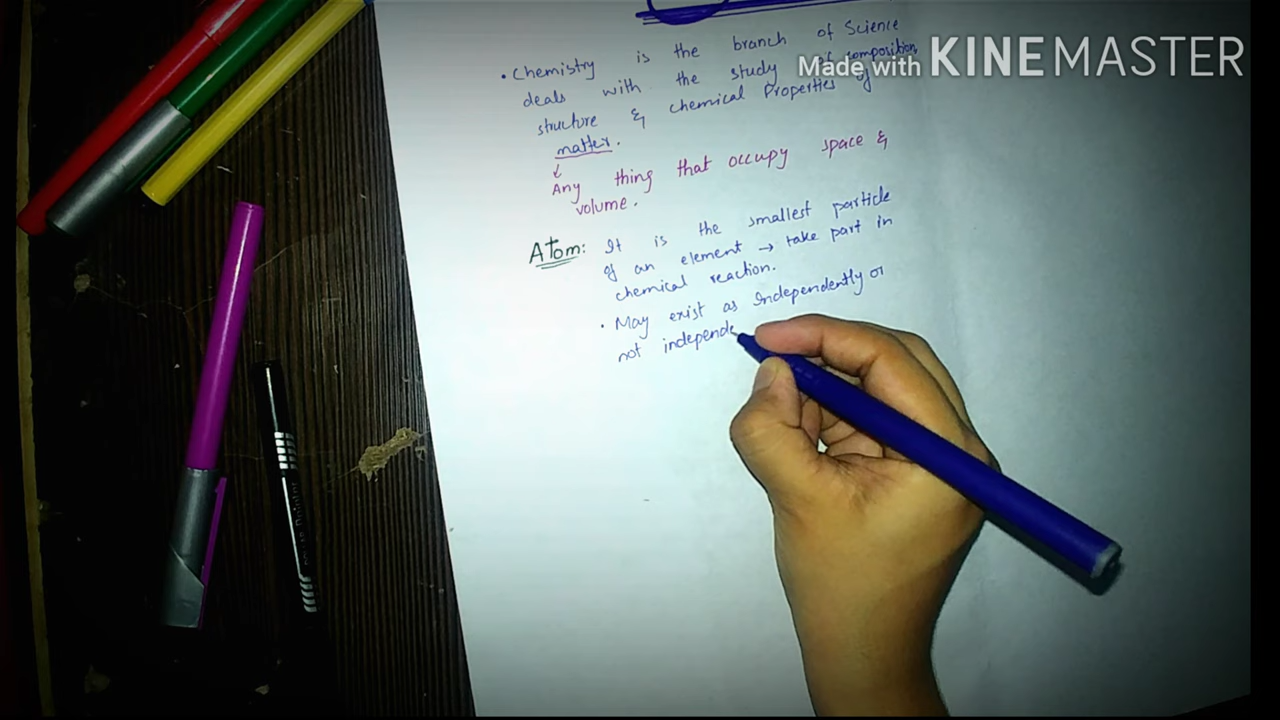 Made with KINEMASTER
• Chemistry is the branch of Science
deals with the study of composition,
structure & chemical Properties of
matter.
Any thing that occupy space &
volume.
Atom: It is the smallest particle
of an element → take part in
chemical reaction.
• May exist as Independently or
not independe